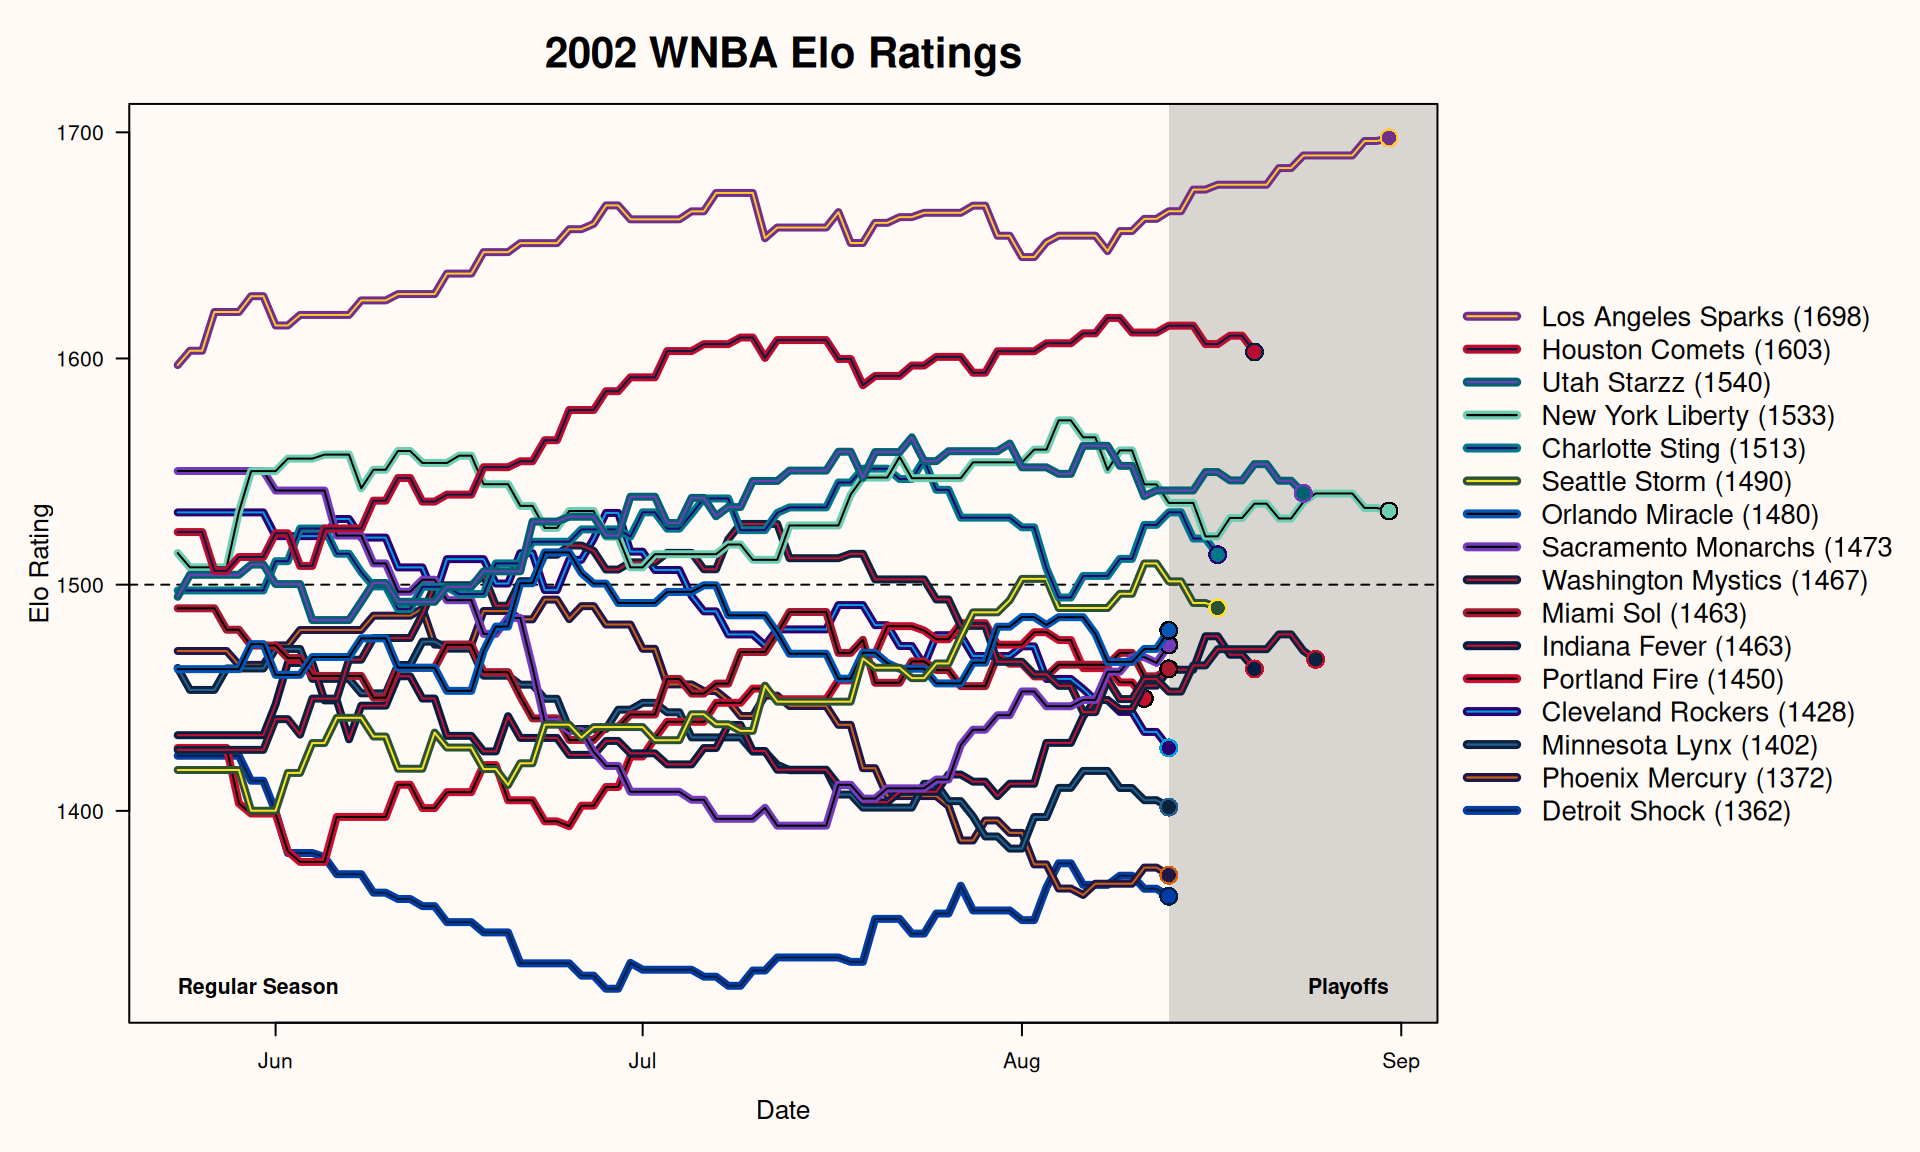 2002 WNBA Elo Ratings
1700
1600
1500
1400
Elo Rating
Regular Season
Playoffs
Jun
Jul
Aug
Sep
Date
Los Angeles Sparks (1698)
Houston Comets (1603)
Utah Starzz (1540)
New York Liberty (1533)
Charlotte Sting (1513)
Seattle Storm (1490)
Orlando Miracle (1480)
Sacramento Monarchs (1473
Washington Mystics (1467)
Miami Sol (1463)
Indiana Fever (1463)
Portland Fire (1450)
Cleveland Rockers (1428)
Minnesota Lynx (1402)
Phoenix Mercury (1372)
Detroit Shock (1362)